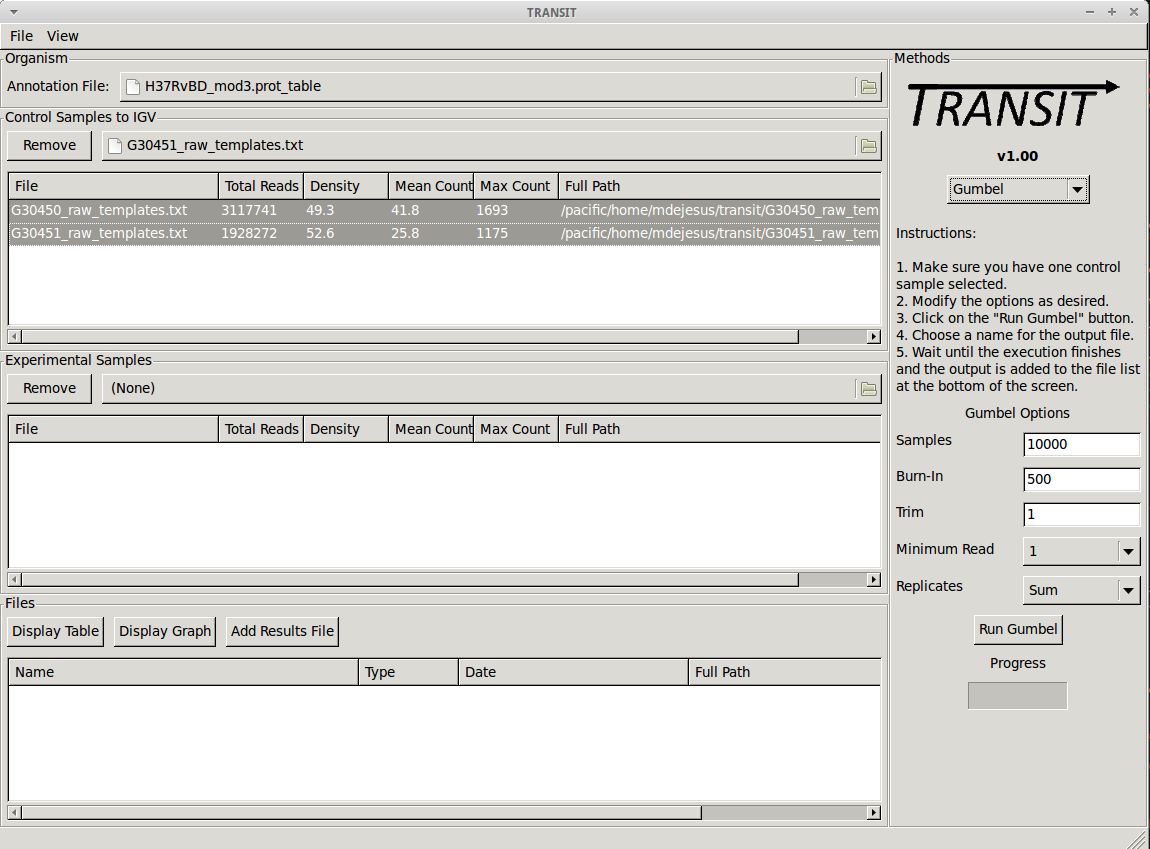 TRANSIT
File View
Organism
Annotation File: H37RvBD_mod3.prot_table
Control Samples to IGV
Remove G30451_raw_templates.txt
File Total Reads Density Mean Count Max Count Full Path
G30450_raw_templates.txt 3117741 49.3 41.8 1693 /pacific/home/mdejesus/transit/G30450_raw_tem
G30451_raw_templates.txt 1928272 52.6 25.8 1175 /pacific/home/mdejesus/transit/G30451_raw_tem
Experimental Samples
Remove (None)
File Total Reads Density Mean Count Max Count Full Path
Files
Display Table Display Graph Add Results File
Name Type Date Full Path
Methods
TRANSIT
v1.00
Gumbel
Instructions:
1. Make sure you have one control
sample selected.
2. Modify the options as desired.
3. Click on the "Run Gumbel" button.
4. Choose a name for the output file.
5. Wait until the execution finishes
and the output is added to the file list
at the bottom of the screen.
Gumbel Options
Samples 10000
Burn-In 500
Trim 1
Minimum Read 1
Replicates Sum
Run Gumbel
Progress